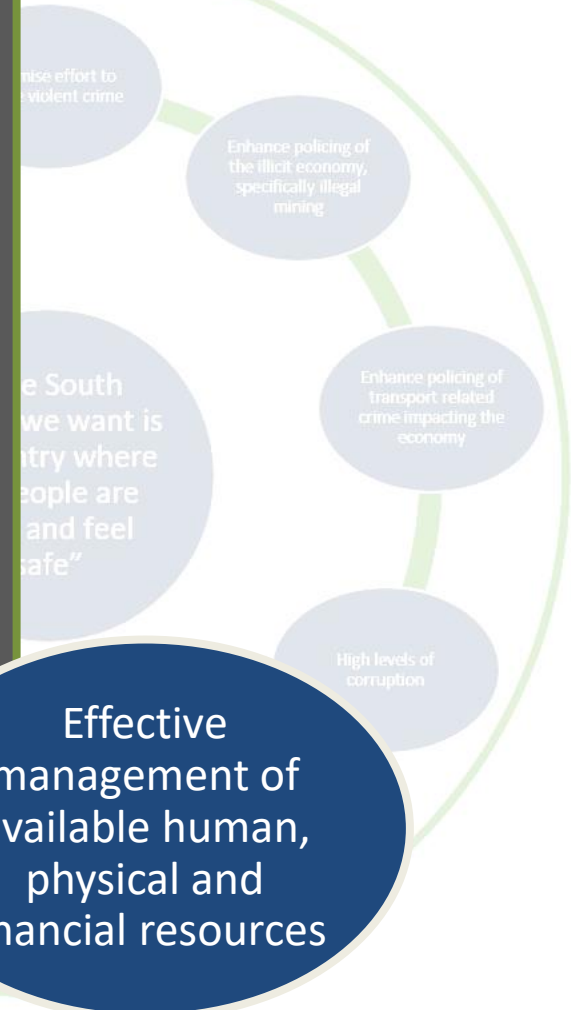 mise effort to
violent crime
Enhance policing of
the illicit economy,
specifically illegal
mining
e South
we want is
ntry where
eople are
and feel
safe”
Enhance policing of
transport related
crime impacting the
economy
High levels of
corruption
Effective
management of
vailable human,
physical and
nancial resources